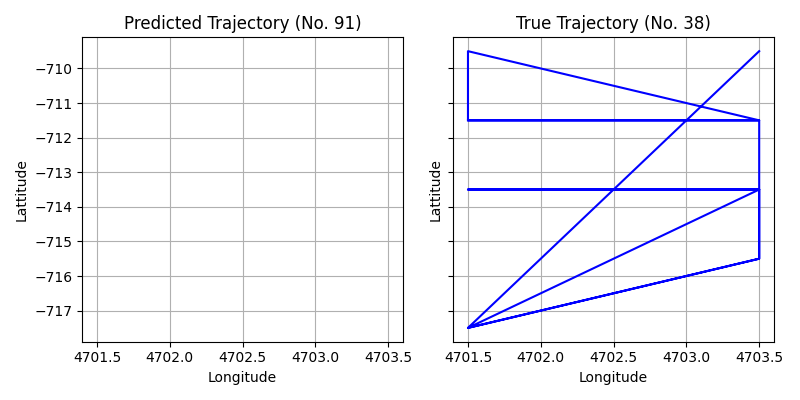 Predicted Trajectory (No. 91)
Lattitude
−710
−711
−712
−713
−714
−715
−716
−717
4701.5 4702.0 4702.5 4703.0 4703.5
Longitude
True Trajectory (No. 38)
Lattitude
4701.5 4702.0 4702.5 4703.0 4703.5
Longitude